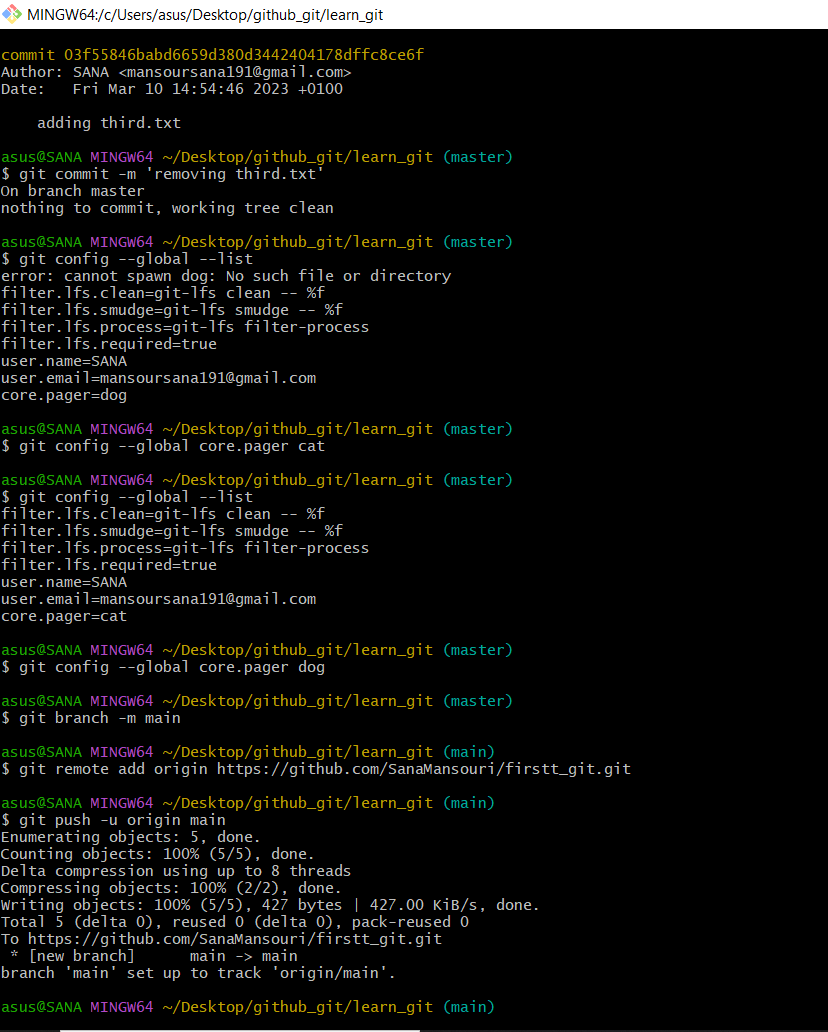 MINGW64:/c/Users/asus/Desktop/github_git/learn_git
commit 03f55846babd6659d380d3442404178dffc8ce6f
Author: SANA <mansoursana191@gmail.com>
Date:   Fri Mar 10 14:54:46 2023 +0100
    adding third.txt
asus@SANA MINGW64 ~/Desktop/github_git/learn_git (master)
$ git commit -m 'removing third.txt'
On branch master
nothing to commit, working tree clean
asus@SANA MINGW64 ~/Desktop/github_git/learn_git (master)
$ git config --global --list
error: cannot spawn dog: No such file or directory
filter.lfs.clean=git-lfs clean -- %f
filter.lfs.smudge=git-lfs smudge -- %f
filter.lfs.process=git-lfs filter-process
filter.lfs.required=true
user.name=SANA
user.email=mansoursana191@gmail.com
core.pager=dog
asus@SANA MINGW64 ~/Desktop/github_git/learn_git (master)
$ git config --global core.pager cat
asus@SANA MINGW64 ~/Desktop/github_git/learn_git (master)
$ git config --global --list
filter.lfs.clean=git-lfs clean -- %f
filter.lfs.smudge=git-lfs smudge -- %f
filter.lfs.process=git-lfs filter-process
filter.lfs.required=true
user.name=SANA
user.email=mansoursana191@gmail.com
core.pager=cat
asus@SANA MINGW64 ~/Desktop/github_git/learn_git (master)
$ git config --global core.pager dog
asus@SANA MINGW64 ~/Desktop/github_git/learn_git (master)
$ git branch -m main
asus@SANA MINGW64 ~/Desktop/github_git/learn_git (main)
$ git remote add origin https://github.com/SanaMansouri/firstt_git.git
asus@SANA MINGW64 ~/Desktop/github_git/learn_git (main)
$ git push -u origin main
Enumerating objects: 5, done.
Counting objects: 100% (5/5), done.
Delta compression using up to 8 threads
Compressing objects: 100% (2/2), done.
Writing objects: 100% (5/5), 427 bytes | 427.00 KiB/s, done.
Total 5 (delta 0), reused 0 (delta 0), pack-reused 0
To https://github.com/SanaMansouri/firstt_git.git
 * [new branch]      main -> main
branch 'main' set up to track 'origin/main'.
asus@SANA MINGW64 ~/Desktop/github_git/learn_git (main)